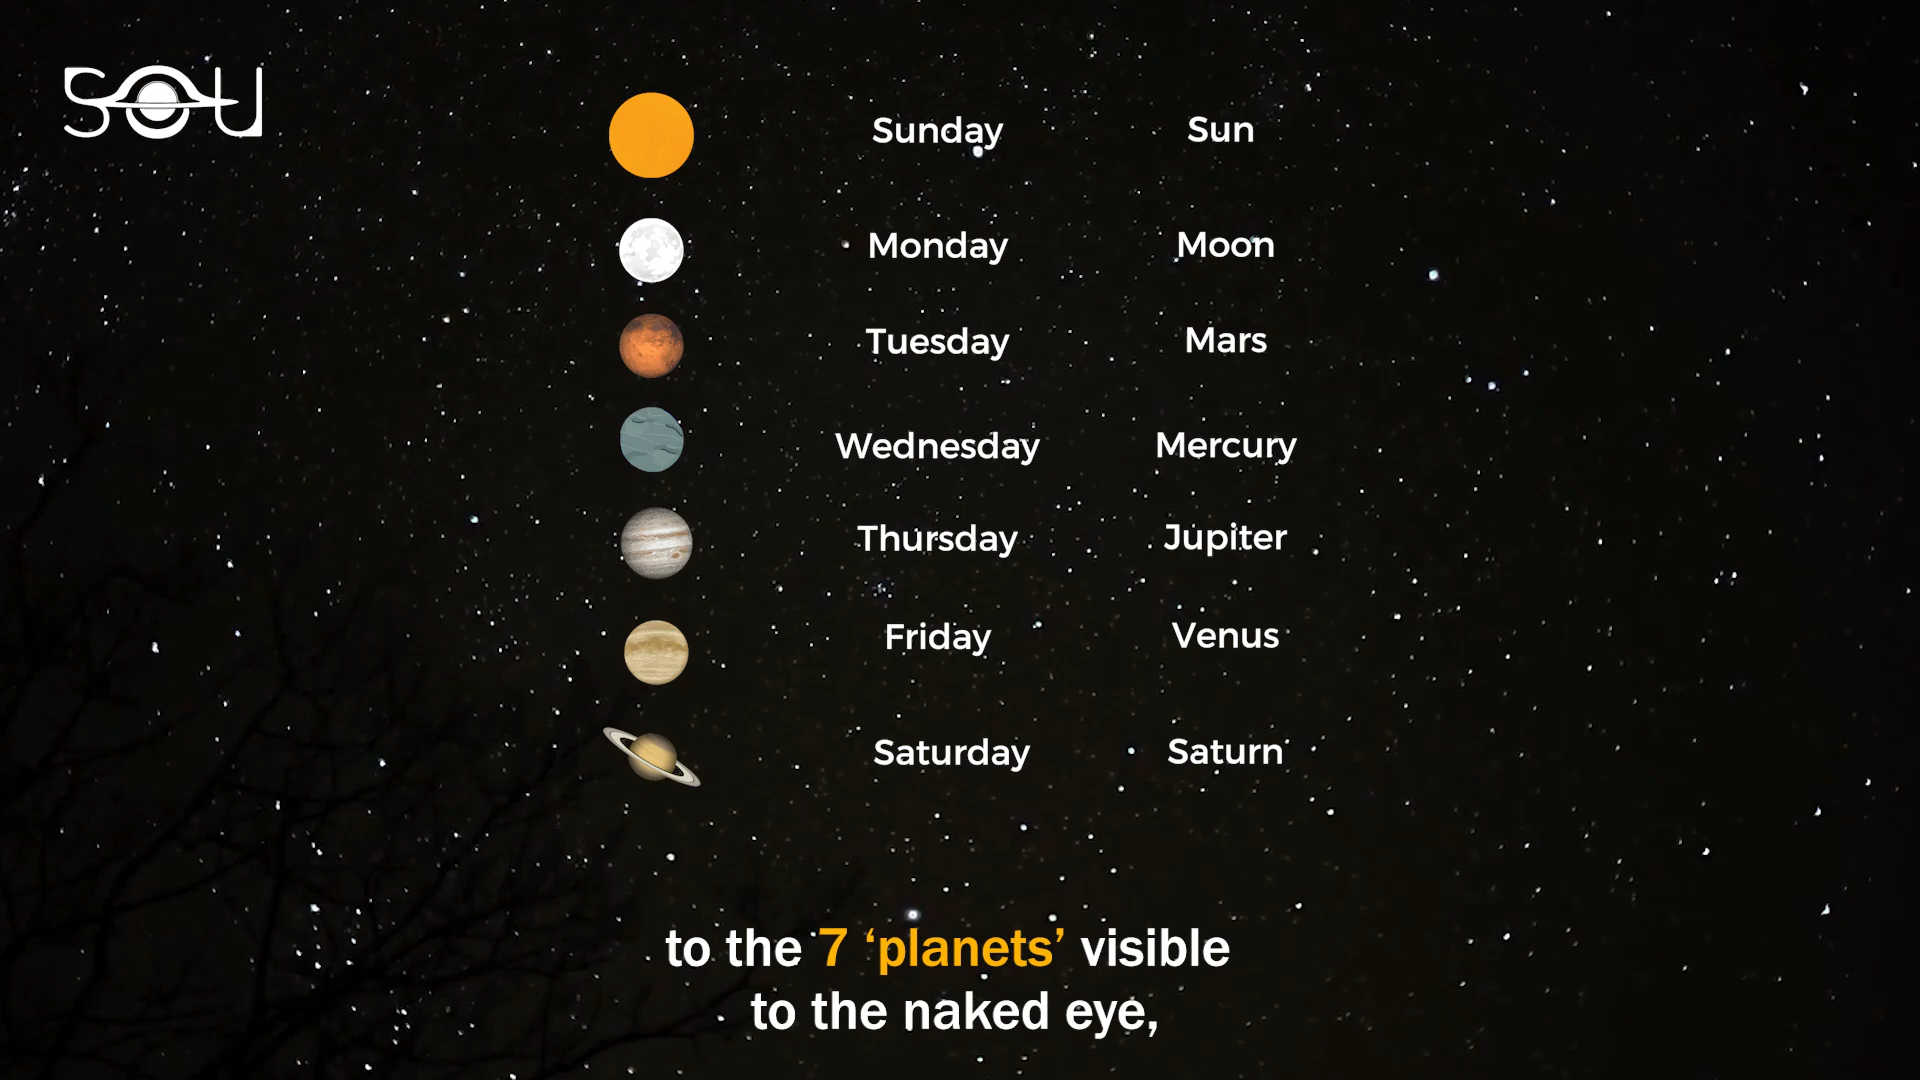 SOU
Sunday Sun
Monday Moon
Tuesday Mars
Wednesday Mercury
Thursday Jupiter
Friday Venus
Saturday Saturn
to the 7 ‘planets’ visible
to the naked eye,